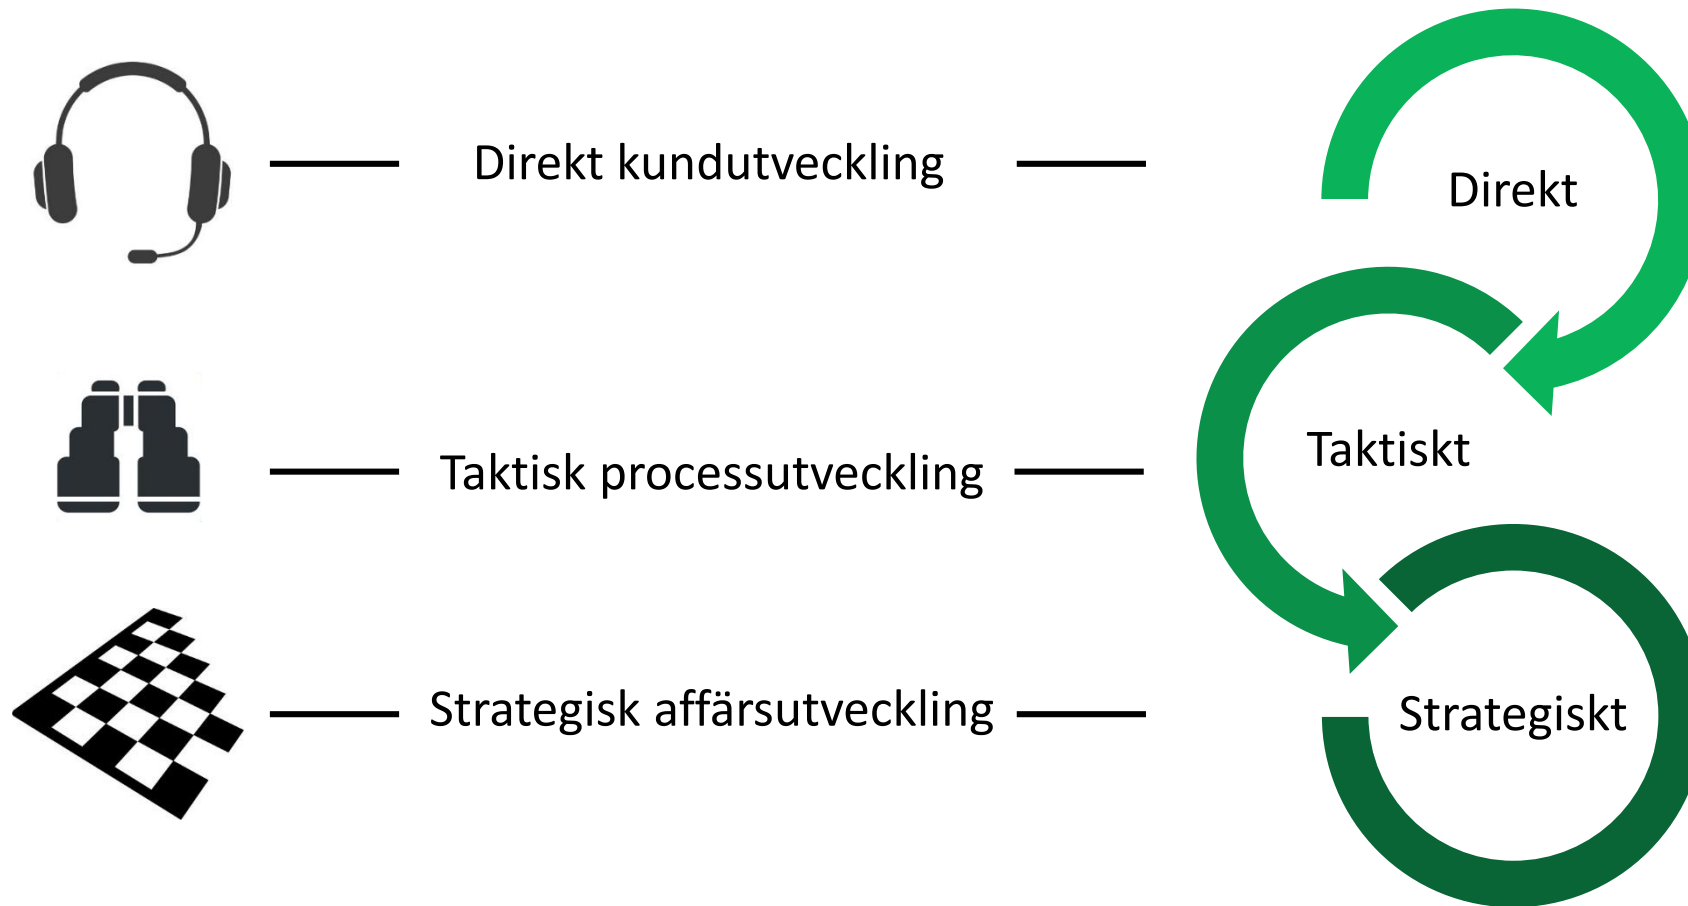 Direkt kundutveckling
Direkt
Taktisk processutveckling
Taktiskt
Strategisk affärsutveckling
Strategiskt